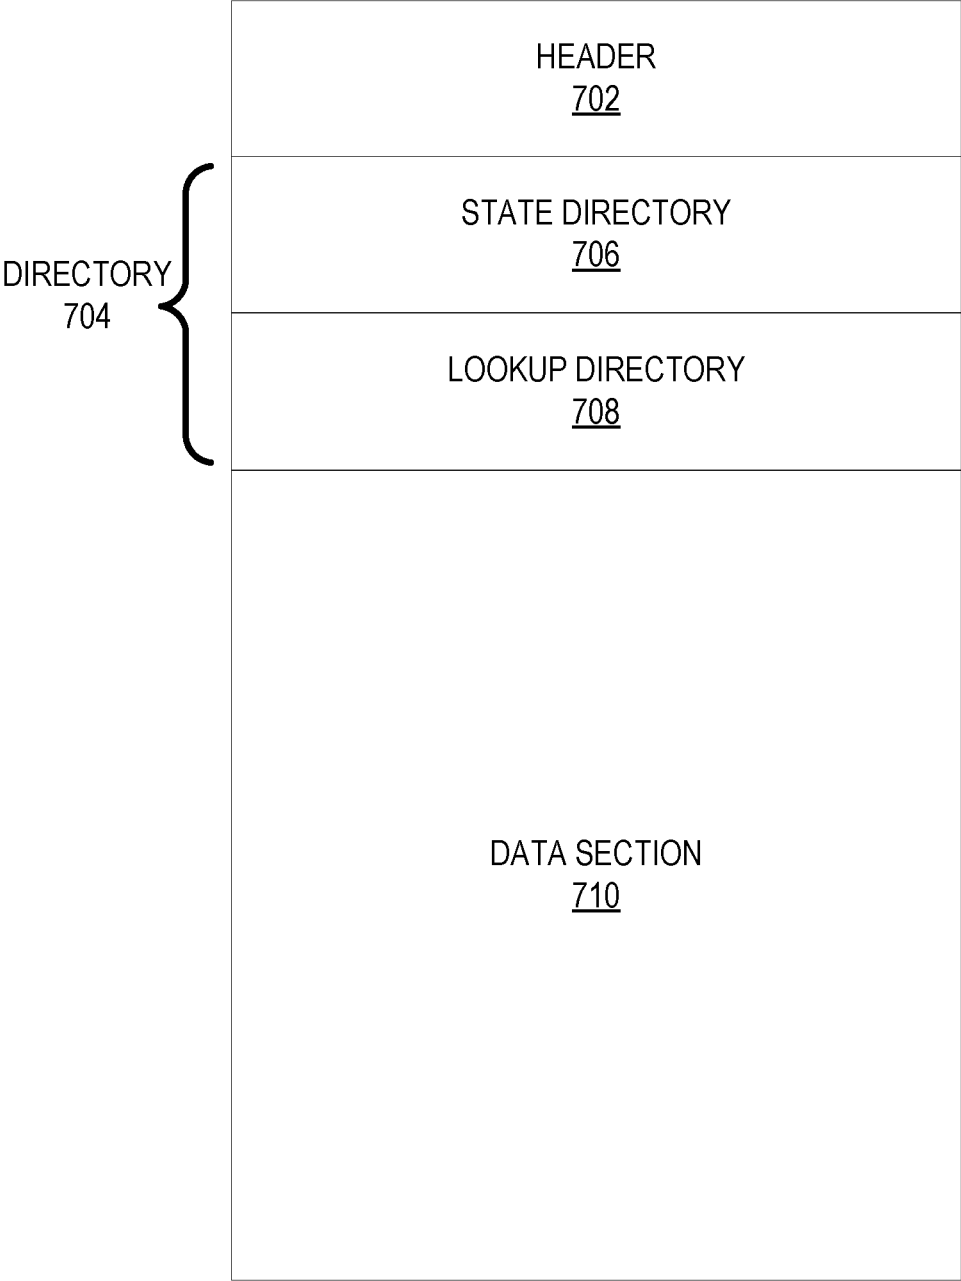 HEADER
702
STATE DIRECTORY
706
DIRECTORY
704
LOOKUP DIRECTORY
708
DATA SECTION
710